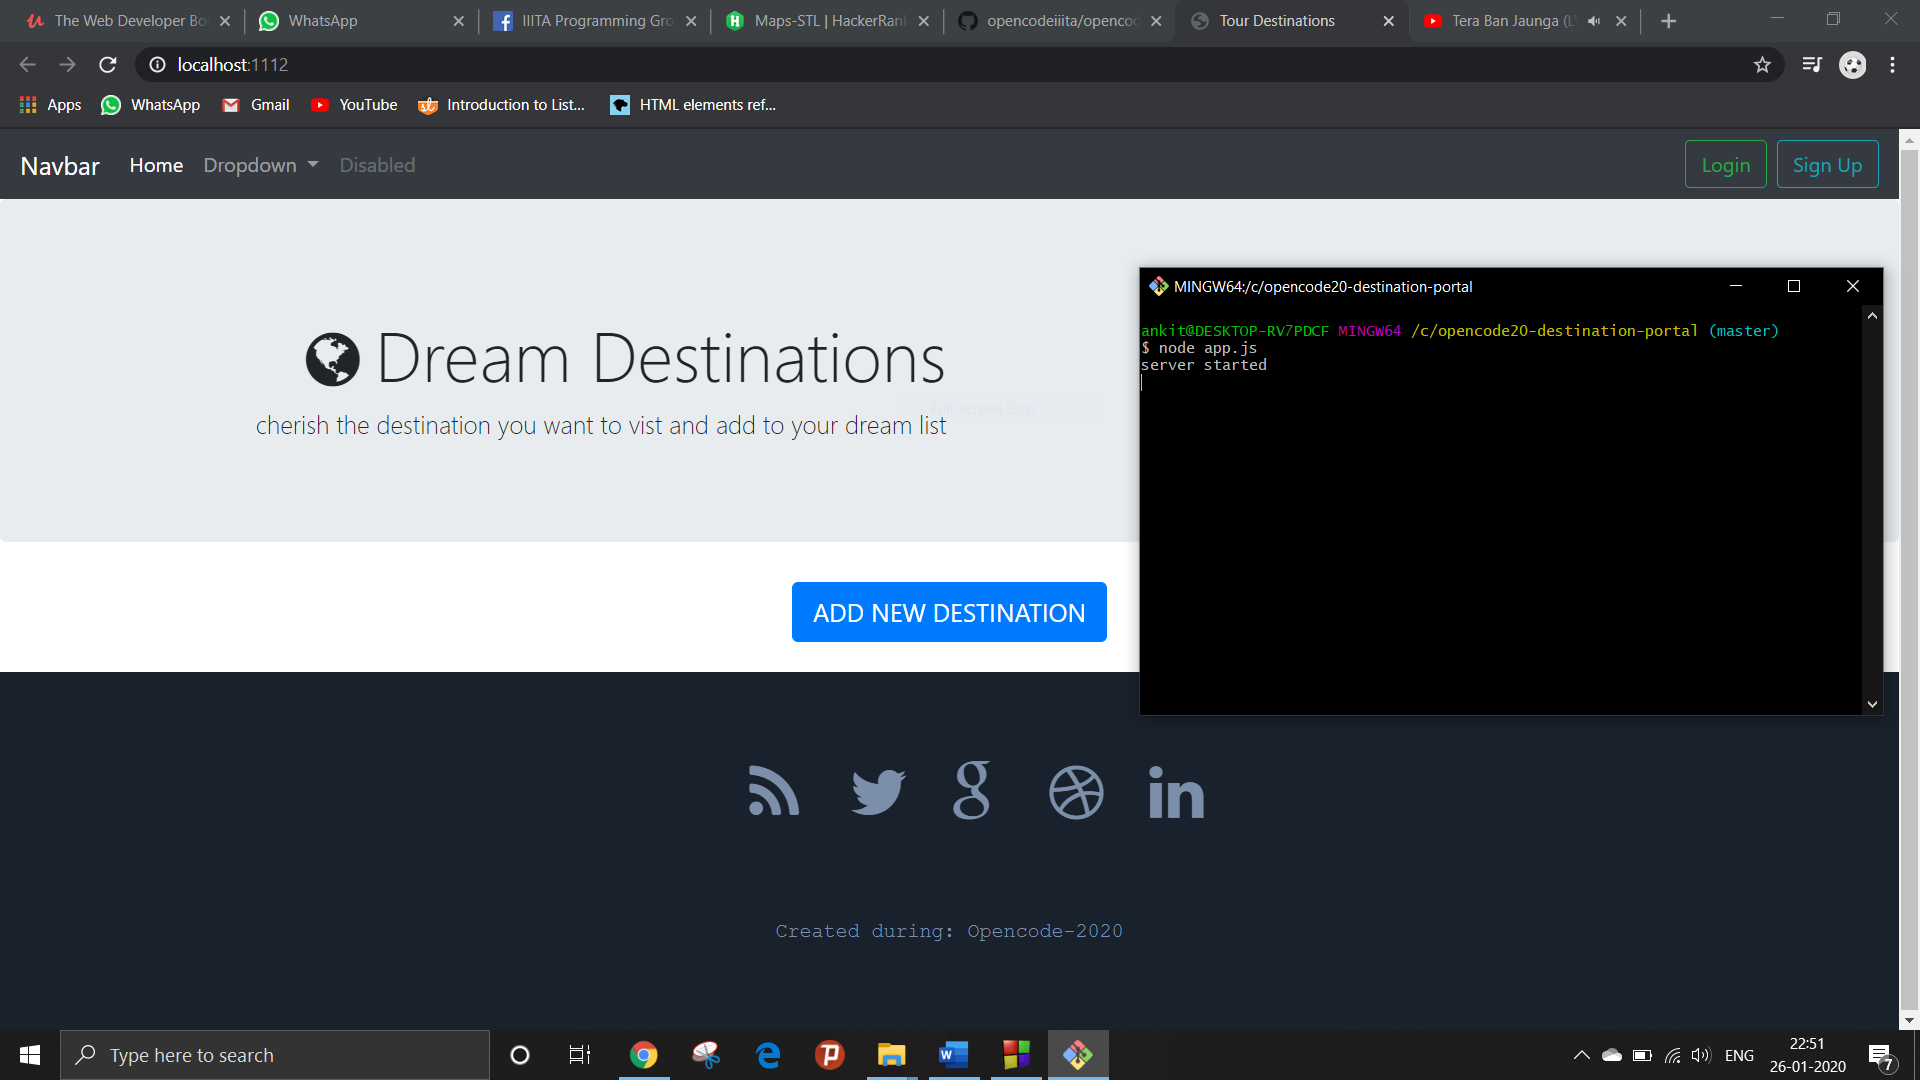 The Web Developer Bo
WhatsApp
IIITA Programming Gro
Maps-STL | HackerRank
opencodeiiita/opencod
Tour Destinations
Tera Ban Jaunga (L
localhost:1112
Apps
WhatsApp
Gmail
YouTube
Introduction to List...
HTML elements ref...
Navbar
Home
Dropdown
Disabled
Login
Sign Up
Dream Destinations
cherish the destination you want to vist and add to your dream list
Full-screen Snip
MINGW64:/c/opencode20-destination-portal
ankit@DESKTOP-RV7PDCF MINGW64 /c/opencode20-destination-portal (master)
$ node app.js
server started
ADD NEW DESTINATION
Created during: Opencode-2020
Type here to search
ENG
22:51
26-01-2020
7